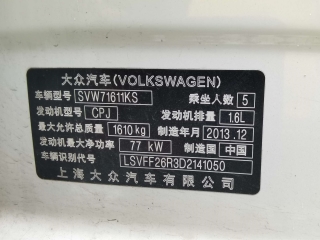 大众汽车(VOLKSWAGEN)
车辆型号 SVW71611KS 乘坐人数 5
发动机型号 CPJ 发动机排量 1.6L
最大允许总质量 1610 kg 制造年月 2013.12
发动机最大净功率 77 kW 制造国 中国
车辆识别代号 LSVFF26R3D2141050
上海大众汽车有限公司